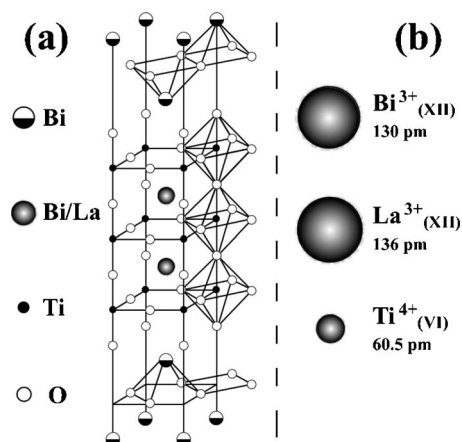 (a)
Bi
Bi/La
Ti
O
(b)
Bi³⁺(XII)
130 pm
La³⁺(XII)
136 pm
Ti⁴⁺(VI)
60.5 pm